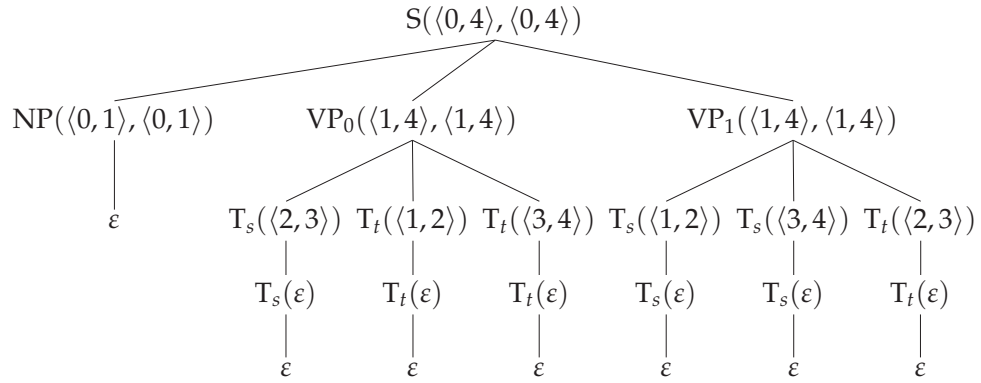 S(⟨0, 4⟩, ⟨0, 4⟩)
NP(⟨0, 1⟩, ⟨0, 1⟩) VP₀(⟨1, 4⟩, ⟨1, 4⟩) VP₁(⟨1, 4⟩, ⟨1, 4⟩)
ε Tₛ(⟨2, 3⟩) Tₜ(⟨1, 2⟩) Tₜ(⟨3, 4⟩) Tₛ(⟨1, 2⟩) Tₛ(⟨3, 4⟩) Tₜ(⟨2, 3⟩)
Tₛ(ε) Tₜ(ε) Tₜ(ε) Tₛ(ε) Tₛ(ε) Tₜ(ε)
ε ε ε ε ε ε